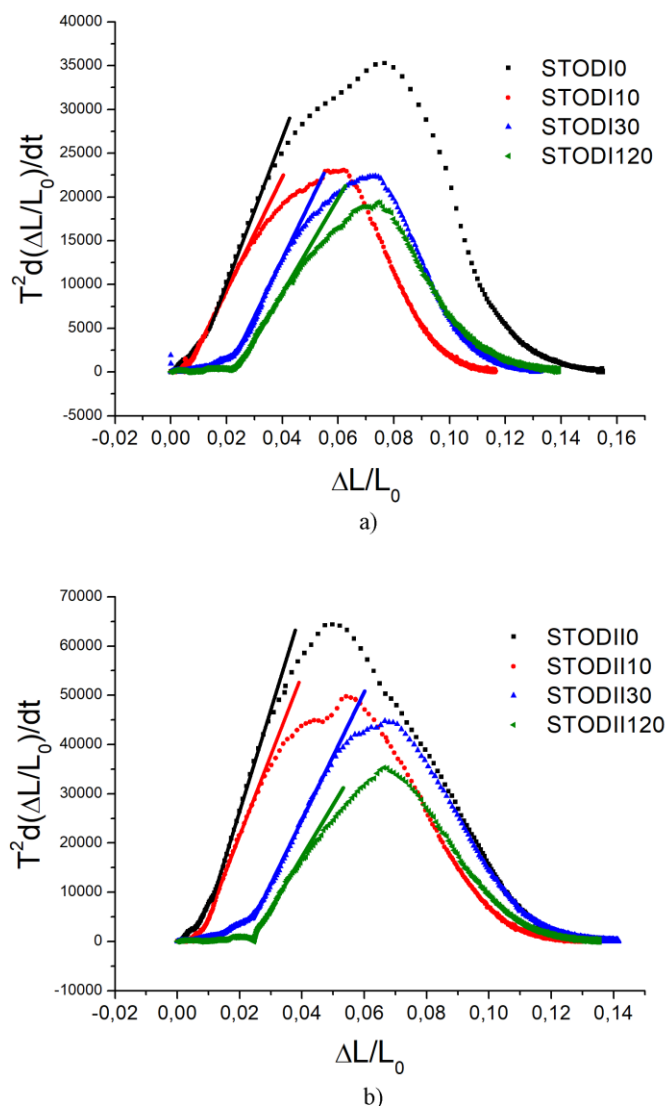 40000
35000
30000
25000
20000
15000
10000
5000
0
-5000
T²d(ΔL/L₀)/dt
STODI0
STODI10
STODI30
STODI120
-0,02 0,00 0,02 0,04 0,06 0,08 0,10 0,12 0,14 0,16
ΔL/L₀
a)
70000
60000
50000
40000
30000
20000
10000
0
-10000
T²d(ΔL/L₀)/dt
STODII0
STODII10
STODII30
STODII120
-0,02 0,00 0,02 0,04 0,06 0,08 0,10 0,12 0,14
ΔL/L₀
b)